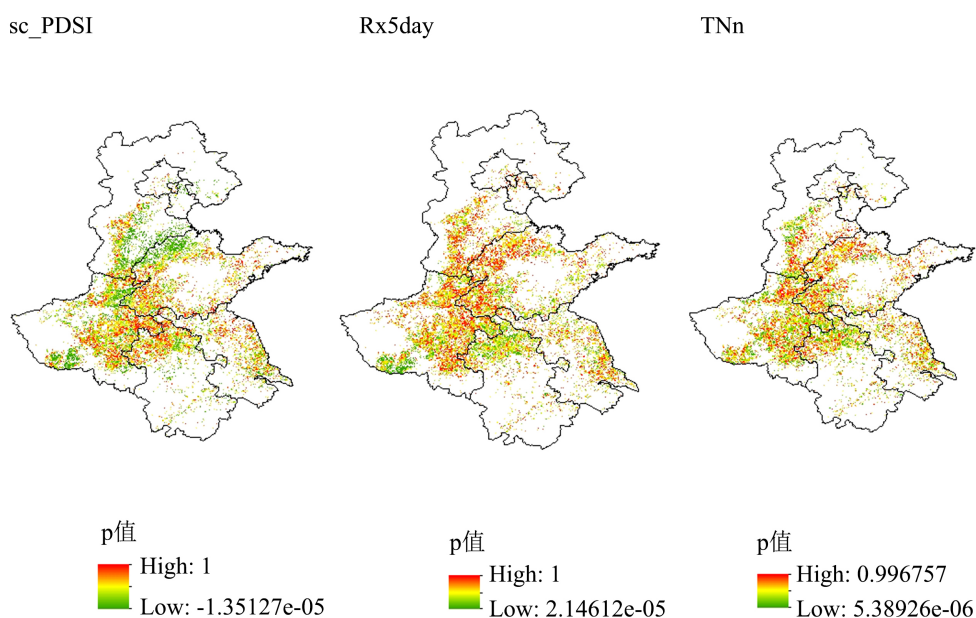 sc_PDSI
Rx5day
TNn
p值
High: 1
Low: -1.35127e-05
p值
High: 1
Low: 2.14612e-05
p值
High: 0.996757
Low: 5.38926e-06